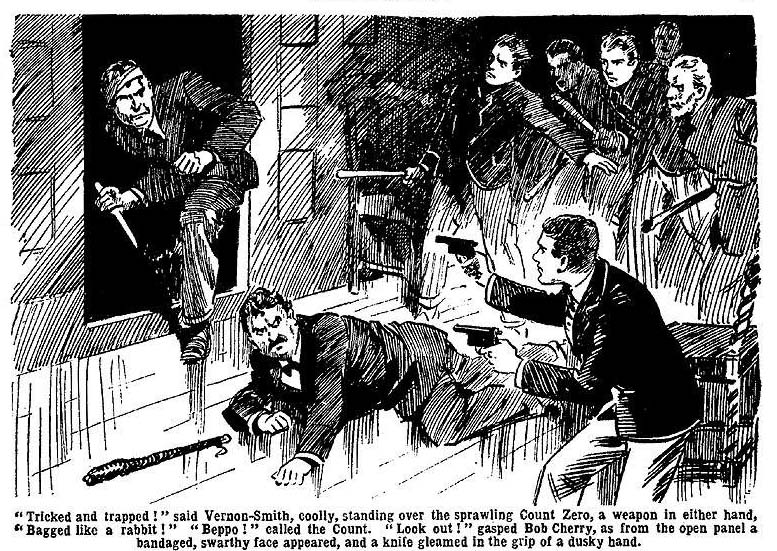 "Tricked and trapped!" said Vernon-Smith, coolly, standing over the sprawling Count Zero, a weapon in either hand,
"Bagged like a rabbit!" "Beppo!" called the Count. "Look out!" gasped Bob Cherry, as from the open panel a
bandaged, swarthy face appeared, and a knife gleamed in the grip of a dusky hand.